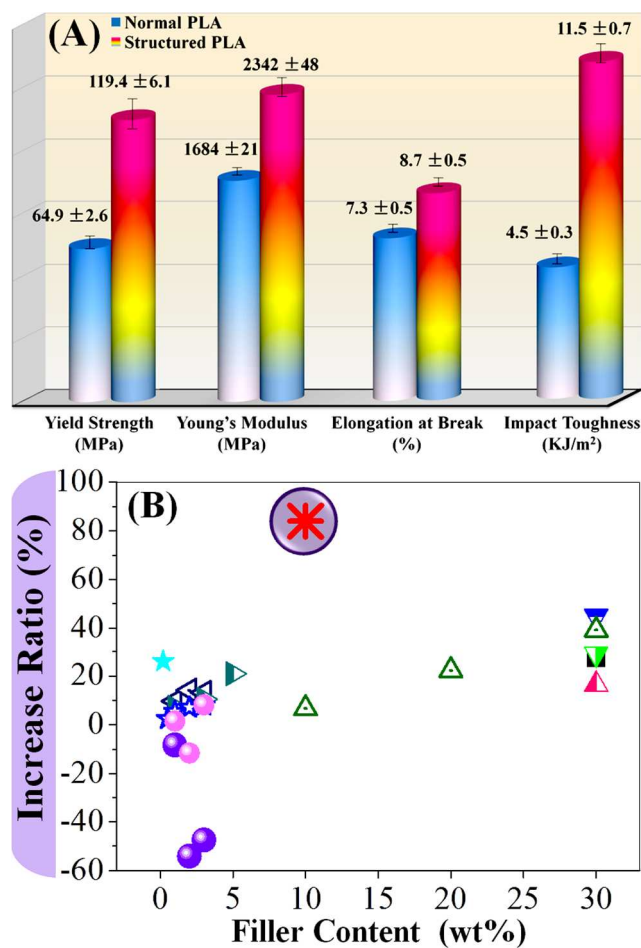 (A)
Normal PLA
Structured PLA
119.4 ±6.1
2342 ±48
11.5 ±0.7
64.9 ±2.6
1684 ±21
7.3 ±0.5
8.7 ±0.5
4.5 ±0.3
Yield Strength
(MPa)
Young's Modulus
(MPa)
Elongation at Break
(%)
Impact Toughness
(KJ/m²)
(B)
Increase Ratio (%)
100
80
60
40
20
0
-20
-40
-60
0 5 10 15 20 25 30
Filler Content (wt%)